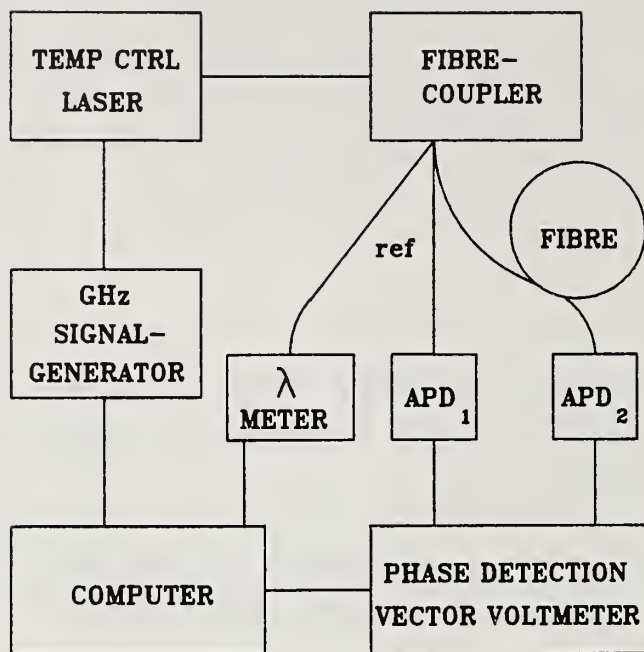 TEMP CTRL
LASER
FIBRE-
COUPLER
ref
FIBRE
GHz
SIGNAL-
GENERATOR
λ
METER
APD 1
APD 2
COMPUTER
PHASE DETECTION
VECTOR VOLTMETER